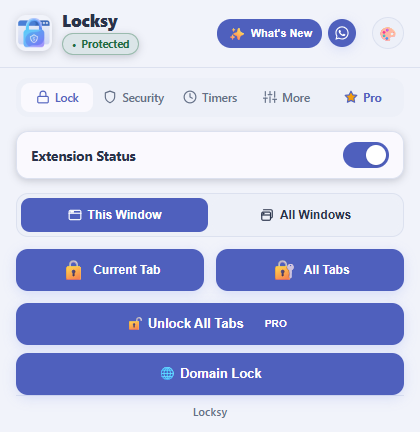 Locksy
• Protected
What's New
Lock Security Timers More Pro
Extension Status
This Window All Windows
Current Tab All Tabs
Unlock All Tabs PRO
Domain Lock
Locksy